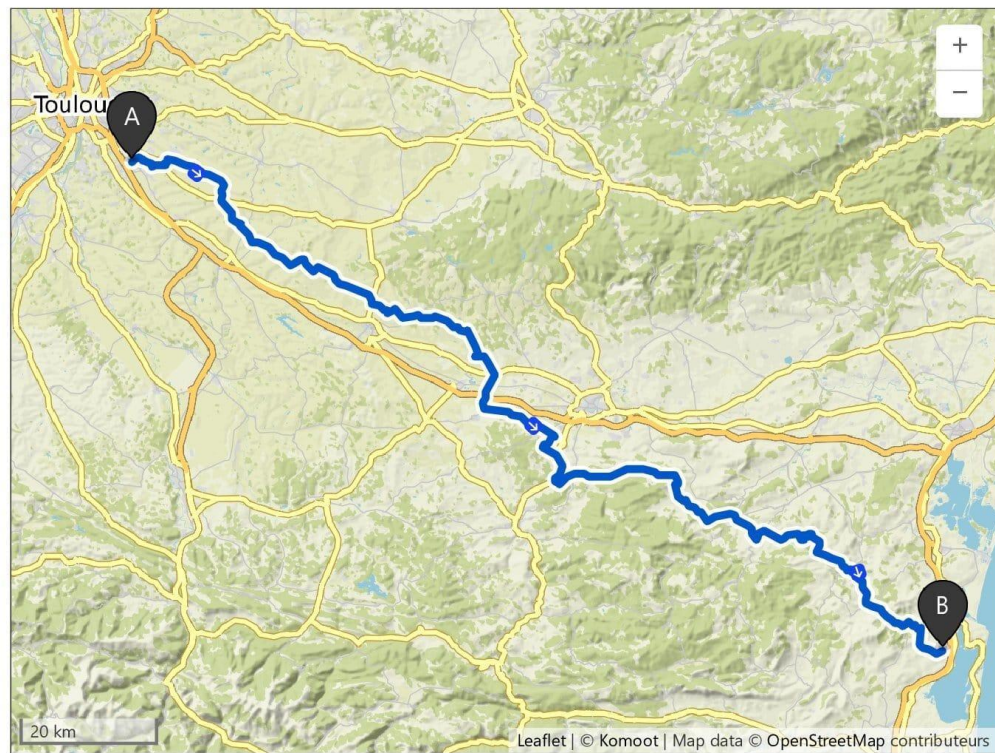 +
−
Toulou
A
B
20 km
Leaflet | © Komoot | Map data © OpenStreetMap contributeurs